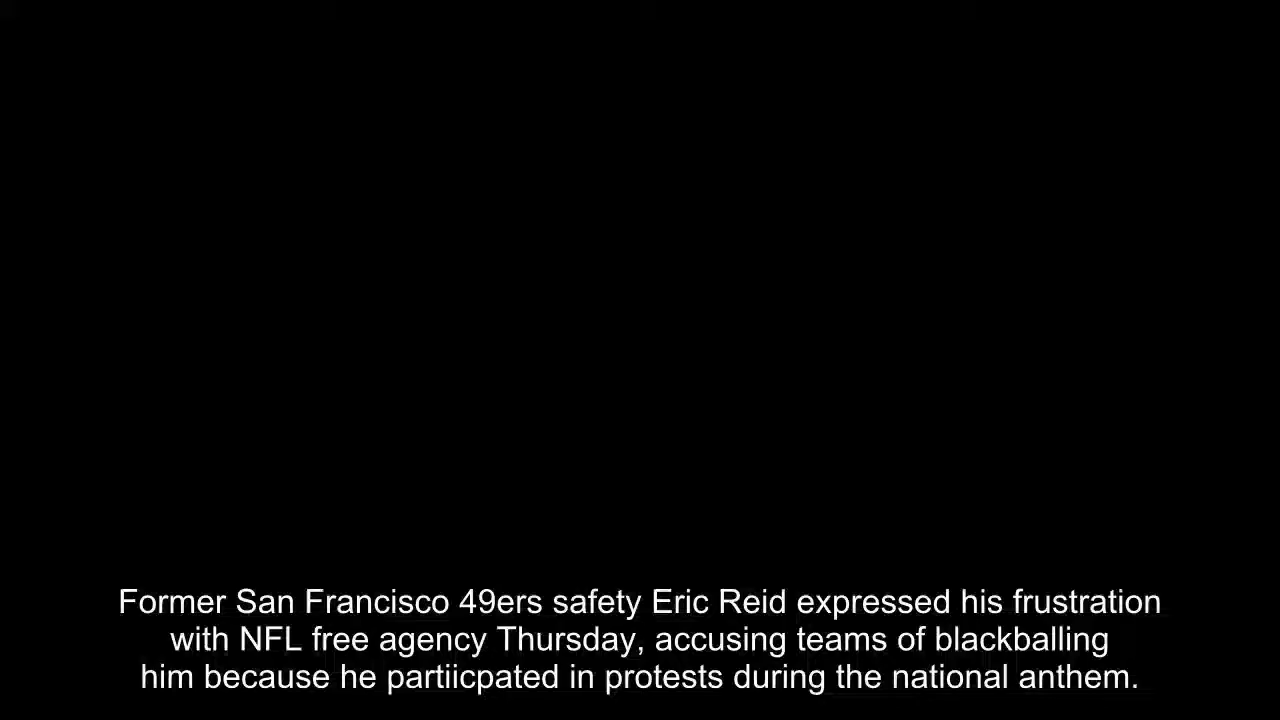 Former San Francisco 49ers safety Eric Reid expressed his frustration
with NFL free agency Thursday, accusing teams of blackballing
him because he partiicpated in protests during the national anthem.